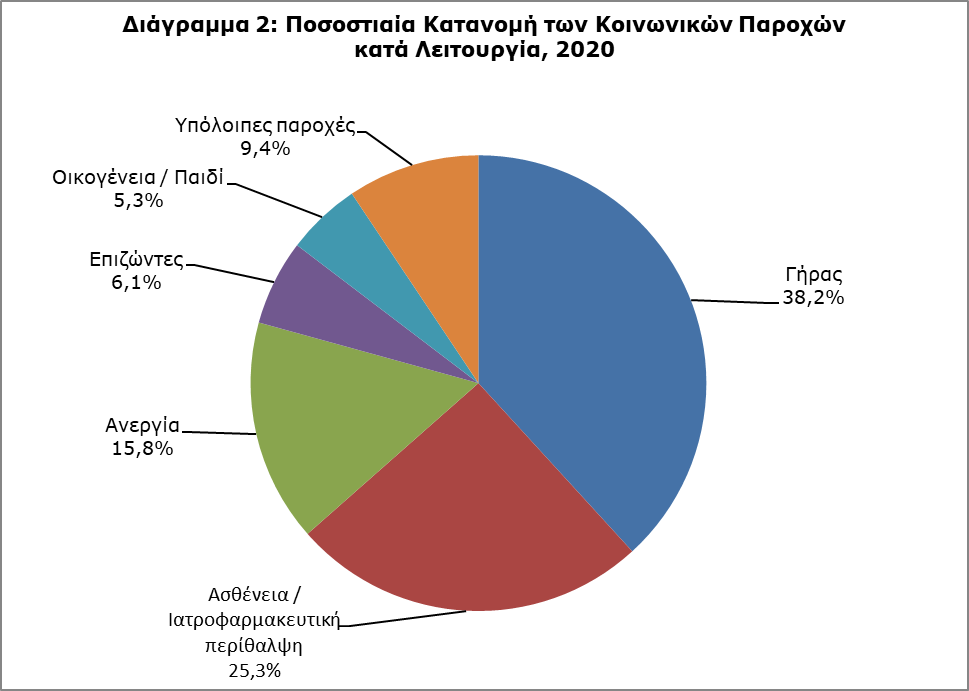 Διάγραμμα 2: Ποσοστιαία Κατανομή των Κοινωνικών Παροχών
κατά Λειτουργία, 2020
Υπόλοιπες παροχές
9,4%
Οικογένεια / Παιδί
5,3%
Επιζώντες
6,1%
Γήρας
38,2%
Ανεργία
15,8%
Ασθένεια /
Ιατροφαρμακευτική
περίθαλψη
25,3%